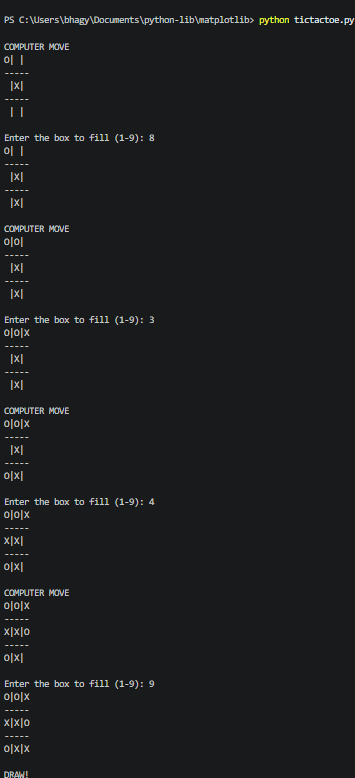 PS C:\Users\bhagy\Documents\python-lib\matplotlib> python tictactoe.py
COMPUTER MOVE
O| |
-----
 |X|
-----
 | |
Enter the box to fill (1-9): 8
O| |
-----
 |X|
-----
 |X|
COMPUTER MOVE
O|O|
-----
 |X|
-----
 |X|
Enter the box to fill (1-9): 3
O|O|X
-----
 |X|
-----
 |X|
COMPUTER MOVE
O|O|X
-----
 |X|
-----
O|X|
Enter the box to fill (1-9): 4
O|O|X
-----
X|X|
-----
O|X|
COMPUTER MOVE
O|O|X
-----
X|X|O
-----
O|X|
Enter the box to fill (1-9): 9
O|O|X
-----
X|X|O
-----
O|X|X
DRAW!